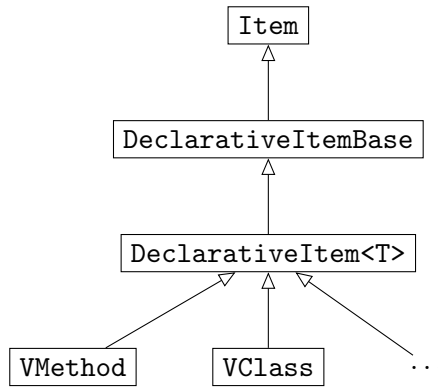 Item
DeclarativeItemBase
DeclarativeItem<T>
VMethod VClass ..